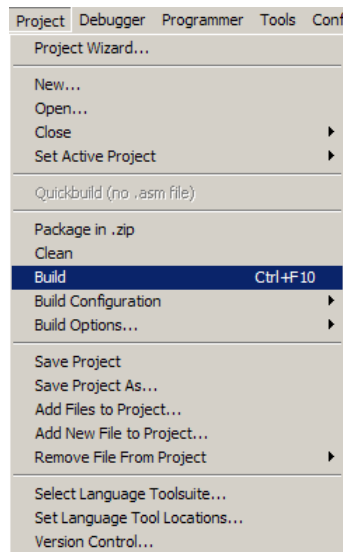 Project Debugger Programmer Tools Conf
Project Wizard...
New...
Open...
Close
Set Active Project
Quickbuild (no .asm file)
Package in .zip
Clean
Build Ctrl+F10
Build Configuration
Build Options...
Save Project
Save Project As...
Add Files to Project...
Add New File to Project...
Remove File From Project
Select Language Toolsuite...
Set Language Tool Locations...
Version Control...